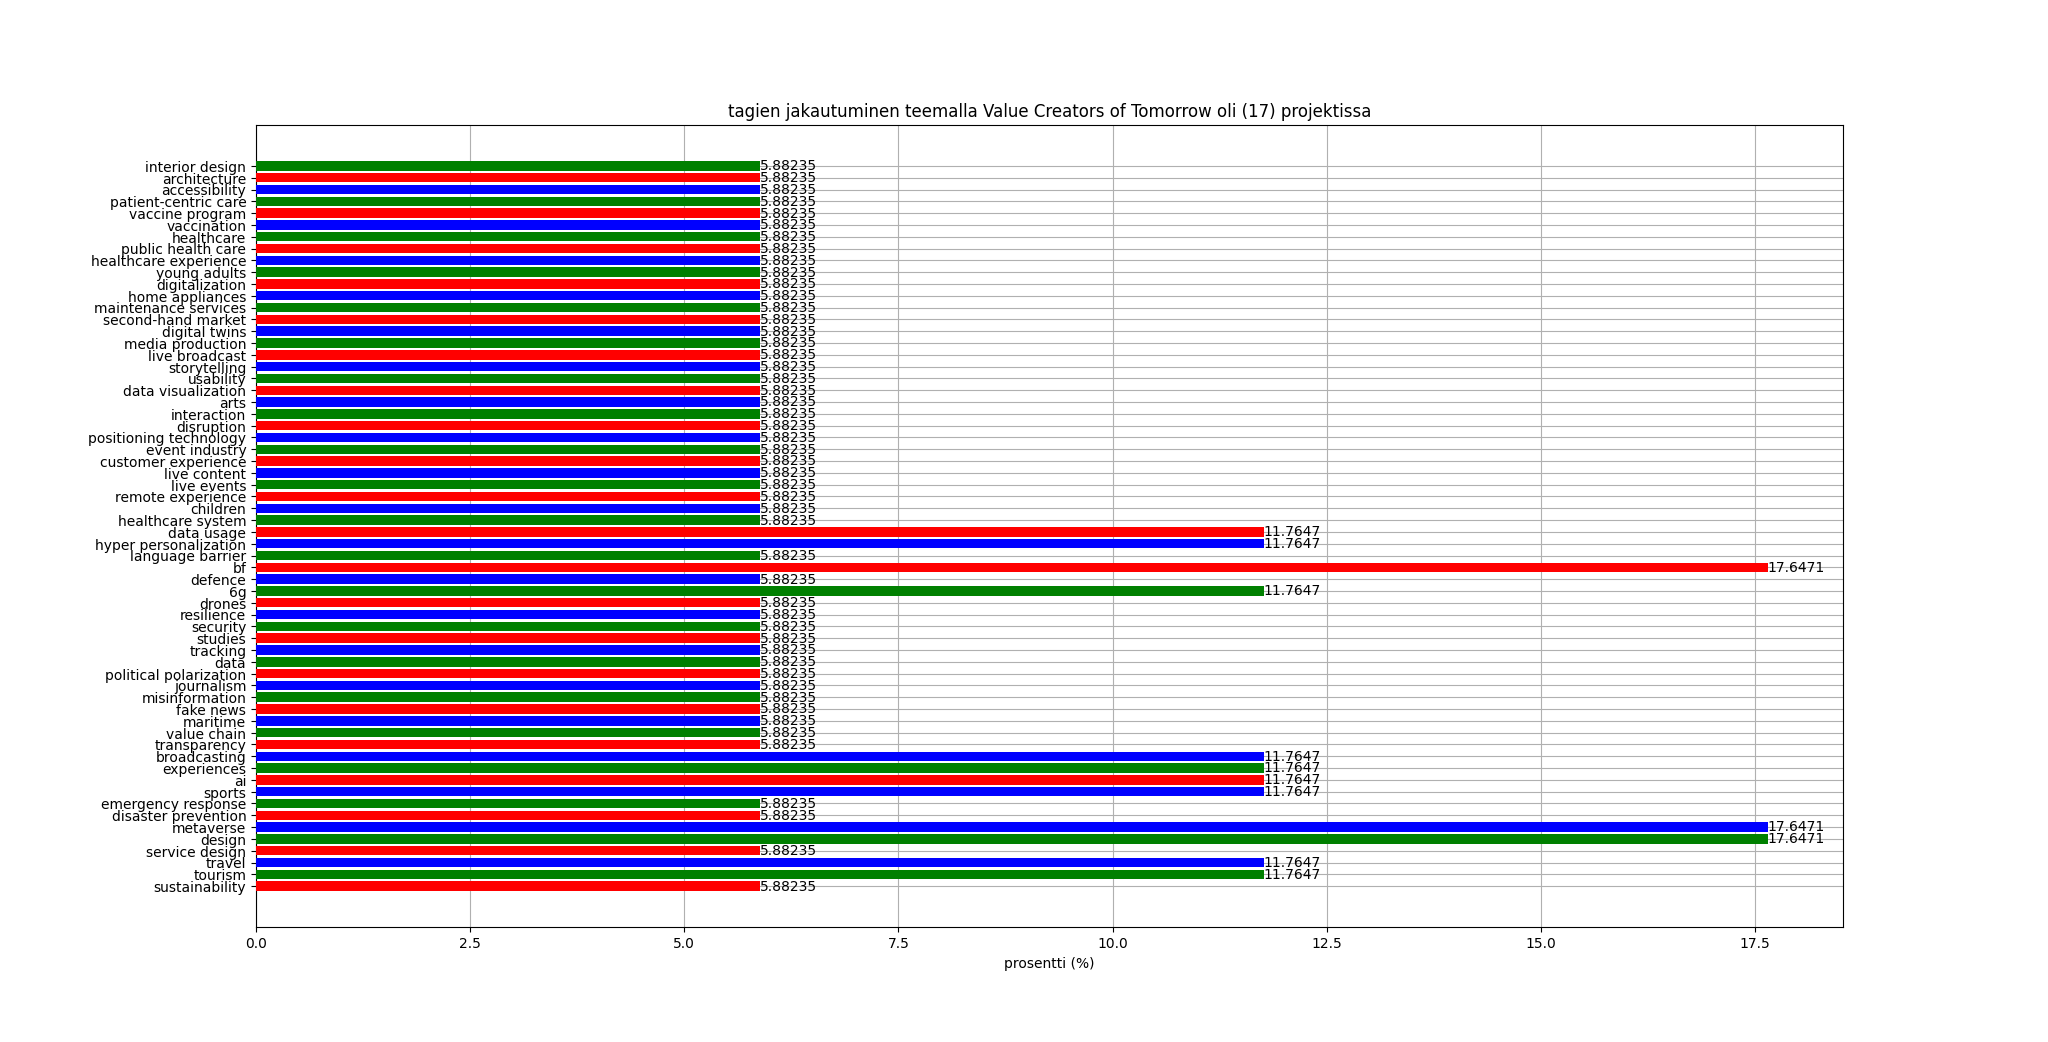 tagien jakautuminen teemalla Value Creators of Tomorrow oli (17) projektissa
interior design 5.88235
architecture 5.88235
accessibility 5.88235
patient-centric care 5.88235
vaccine program 5.88235
vaccination 5.88235
healthcare 5.88235
public health care 5.88235
healthcare experience 5.88235
young adults 5.88235
digitalization 5.88235
home appliances 5.88235
maintenance services 5.88235
second-hand market 5.88235
digital twins 5.88235
media production 5.88235
live broadcast 5.88235
storytelling 5.88235
usability 5.88235
data visualization 5.88235
arts 5.88235
interaction 5.88235
disruption 5.88235
positioning technology 5.88235
event industry 5.88235
customer experience 5.88235
live content 5.88235
live events 5.88235
remote experience 5.88235
children 5.88235
healthcare system 5.88235
data usage 11.7647
hyper personalization 11.7647
language barrier 5.88235
bf 17.6471
defence 5.88235
6g 11.7647
drones 5.88235
resilience 5.88235
security 5.88235
studies 5.88235
tracking 5.88235
data 5.88235
political polarization 5.88235
journalism 5.88235
misinformation 5.88235
fake news 5.88235
maritime 5.88235
value chain 5.88235
transparency 5.88235
broadcasting 11.7647
experiences 11.7647
ai 11.7647
sports 11.7647
emergency response 5.88235
disaster prevention 5.88235
metaverse 17.6471
design 17.6471
service design 5.88235
travel 11.7647
tourism 11.7647
sustainability 5.88235
0.0 2.5 5.0 7.5 10.0 12.5 15.0 17.5
prosentti (%)